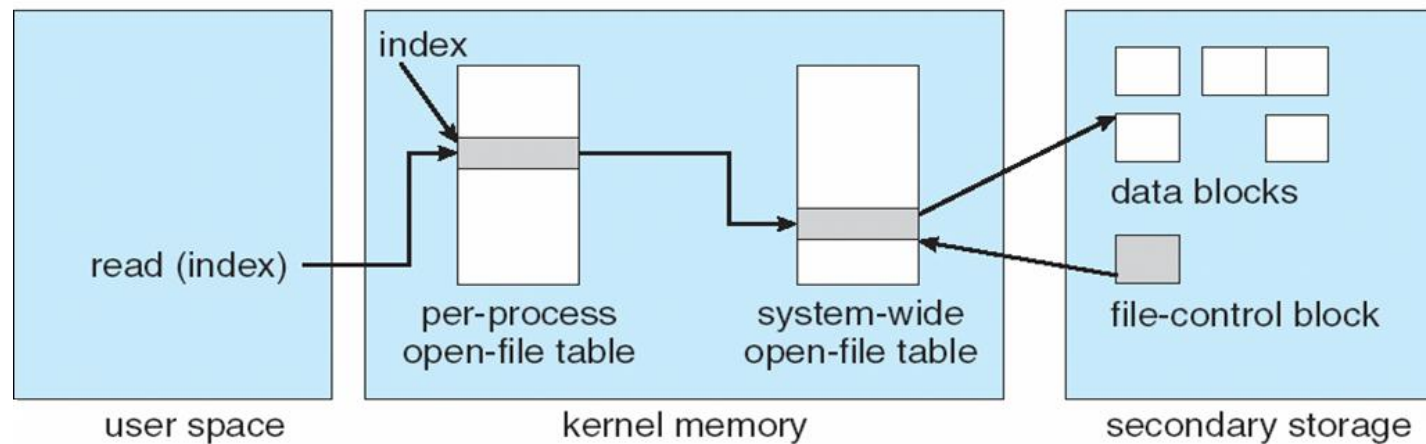 index
read (index)
per-process
open-file table
system-wide
open-file table
data blocks
file-control block
user space
kernel memory
secondary storage